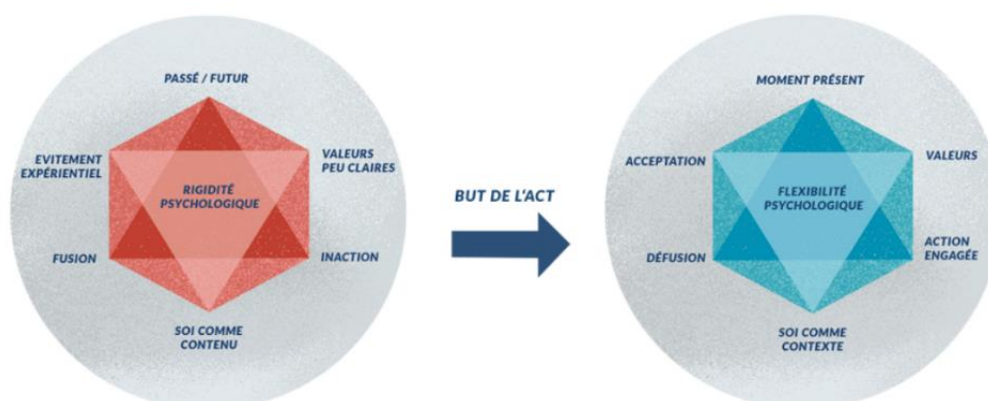 PASSÉ / FUTUR
EVITEMENT
EXPÉRIENTIEL
VALEURS
PEU CLAIRES
RIGIDITÉ
PSYCHOLOGIQUE
FUSION
INACTION
SOI COMME
CONTENU
BUT DE L'ACT
MOMENT PRÉSENT
ACCEPTATION
VALEURS
FLEXIBILITÉ
PSYCHOLOGIQUE
DÉFUSION
ACTION
ENGAGÉE
SOI COMME
CONTEXTE